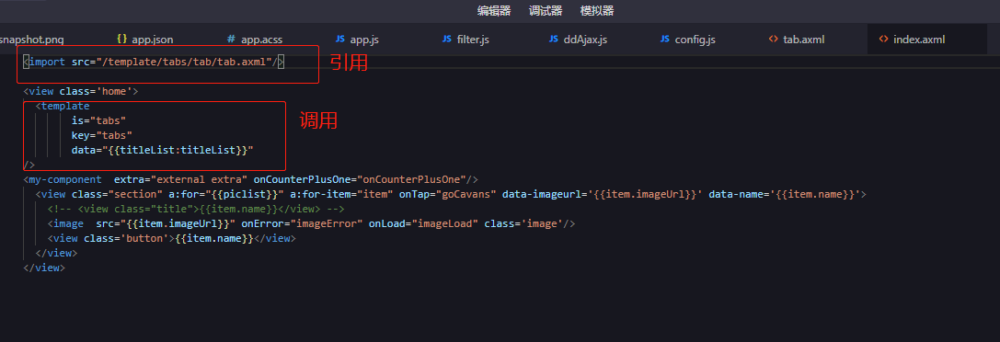 编辑器 调试器 模拟器
snapshot.png {} app.json # app.acss JS app.js JS filter.js JS ddAjax.js JS config.js <> tab.axml <> index.axml
<import src="/template/tabs/tab/tab.axml"/>
引用
<view class='home'>
<template
调用
is="tabs"
key="tabs"
data="{{titleList:titleList}}"
/>
<my-component  extra="external extra" onCounterPlusOne="onCounterPlusOne"/>
<view class="section" a:for="{{piclist}}" a:for-item="item" onTap="goCavans" data-imageurl='{{item.imageUrl}}' data-name='{{item.name}}'>
<!-- <view class="title">{{item.name}}</view> -->
<image  src="{{item.imageUrl}}" onError="imageError" onLoad="imageLoad" class='image'/>
<view class='button'>{{item.name}}</view>
</view>
</view>